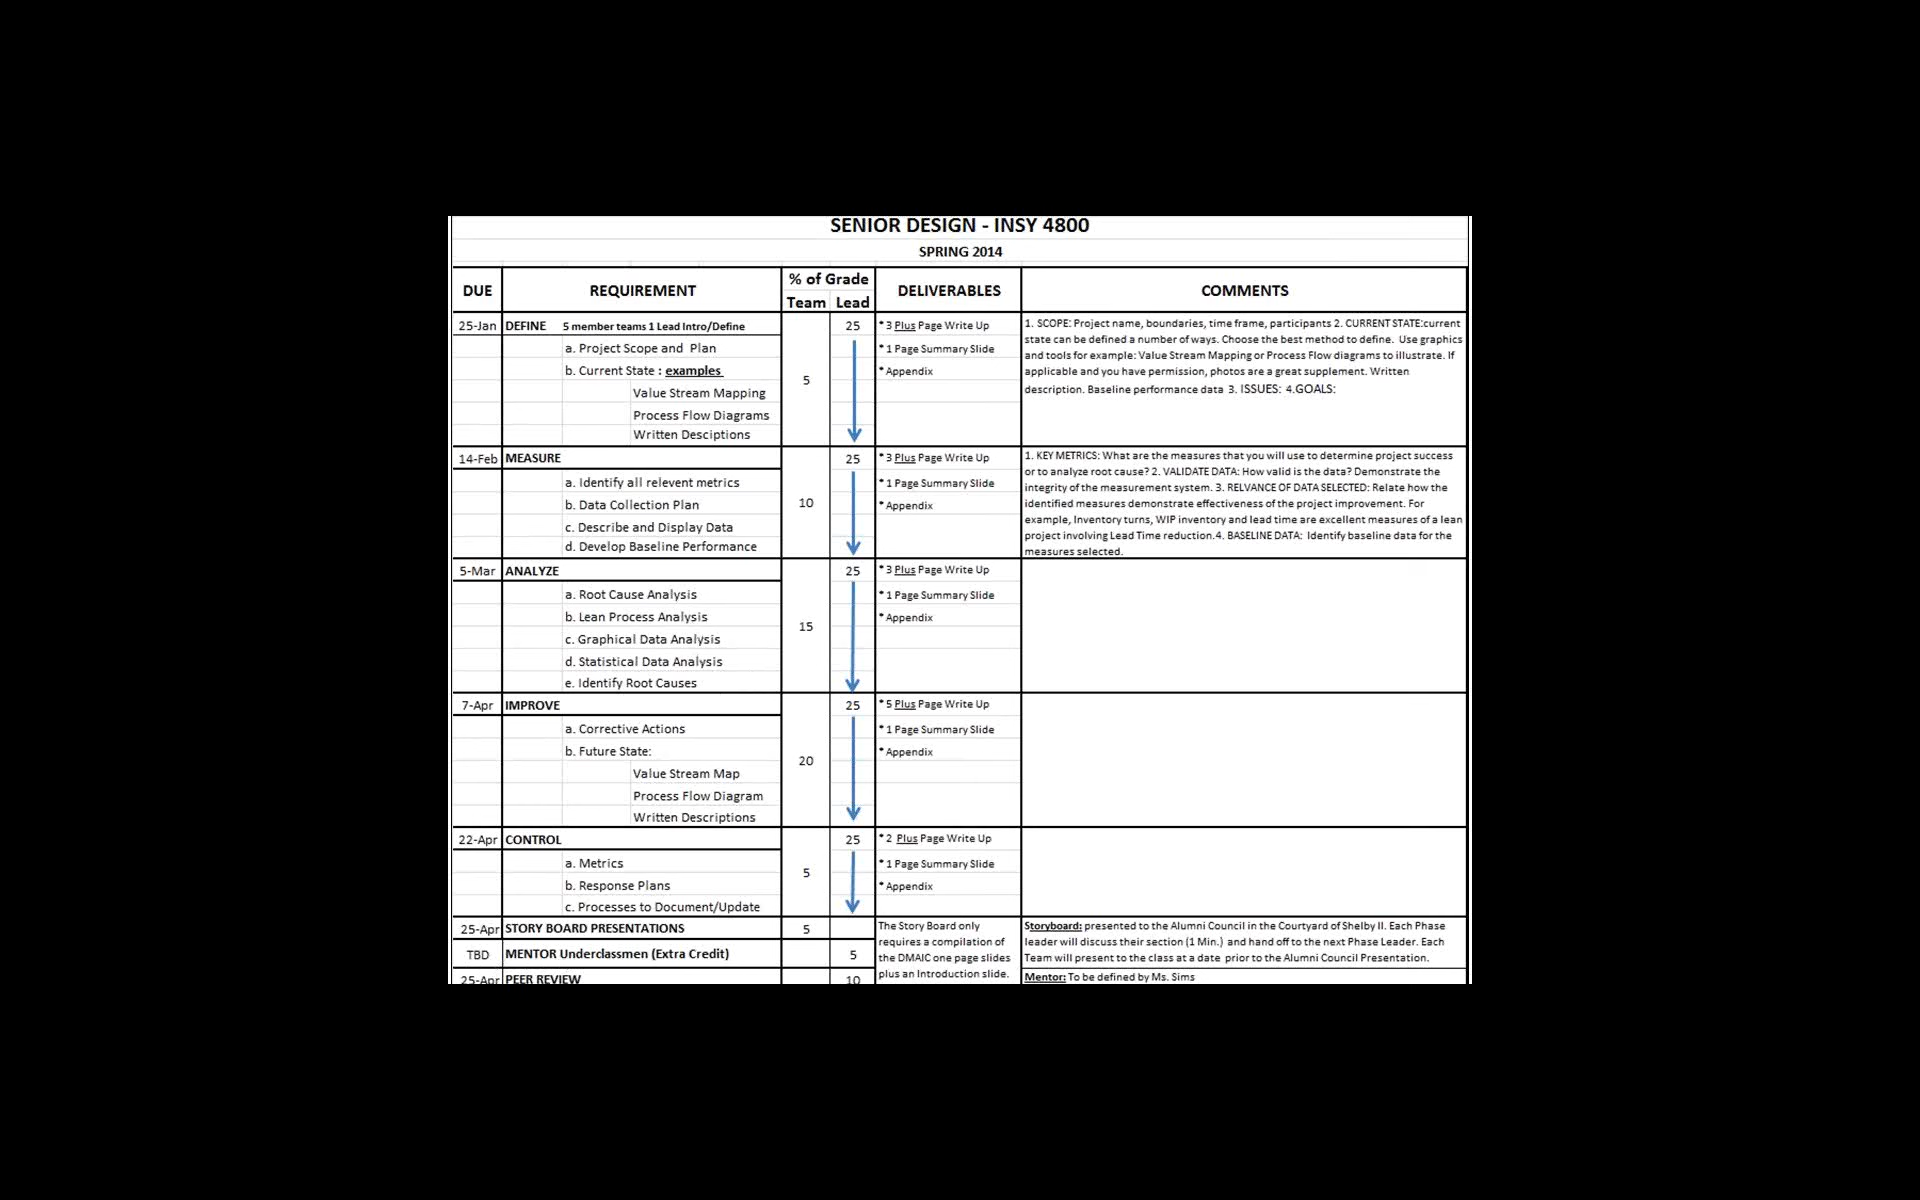 SENIOR DESIGN - INSY 4800
SPRING 2014
DUE REQUIREMENT % of Grade DELIVERABLES COMMENTS
Team Lead
25-Jan DEFINE 5 member teams 1 Lead Intro/Define 25 * 3 Plus Page Write Up
a. Project Scope and Plan * 1 Page Summary Slide
b. Current State : examples 5 * Appendix
Value Stream Mapping
Process Flow Diagrams
Written Desciptions
1. SCOPE: Project name, boundaries, time frame, participants 2. CURRENT STATE:current
state can be defined a number of ways. Choose the best method to define. Use graphics
and tools for example: Value Stream Mapping or Process Flow diagrams to illustrate. If
applicable and you have permission, photos are a great supplement. Written
description. Baseline performance data 3. ISSUES: 4.GOALS:
14-Feb MEASURE 25 * 3 Plus Page Write Up
a. Identify all relevent metrics * 1 Page Summary Slide
b. Data Collection Plan 10 * Appendix
c. Describe and Display Data
d. Develop Baseline Performance
1. KEY METRICS: What are the measures that you will use to determine project success
or to analyze root cause? 2. VALIDATE DATA: How valid is the data? Demonstrate the
integrity of the measurement system. 3. RELVANCE OF DATA SELECTED: Relate how the
identified measures demonstrate effectiveness of the project improvement. For
example, Inventory turns, WIP inventory and lead time are excellent measures of a lean
project involving Lead Time reduction.4. BASELINE DATA: Identify baseline data for the
measures selected.
5-Mar ANALYZE 25 * 3 Plus Page Write Up
a. Root Cause Analysis * 1 Page Summary Slide
b. Lean Process Analysis 15 * Appendix
c. Graphical Data Analysis
d. Statistical Data Analysis
e. Identify Root Causes
7-Apr IMPROVE 25 * 5 Plus Page Write Up
a. Corrective Actions * 1 Page Summary Slide
b. Future State: 20 * Appendix
Value Stream Map
Process Flow Diagram
Written Descriptions
22-Apr CONTROL 25 * 2 Plus Page Write Up
a. Metrics 5 * 1 Page Summary Slide
b. Response Plans * Appendix
c. Processes to Document/Update
25-Apr STORY BOARD PRESENTATIONS 5
TBD MENTOR Underclassmen (Extra Credit) 5
25-Apr PEER REVIEW 10
The Story Board only
requires a compilation of
the DMAIC one page slides
plus an Introduction slide.
Storyboard: presented to the Alumni Council in the Courtyard of Shelby II. Each Phase
leader will discuss their section (1 Min.) and hand off to the next Phase Leader. Each
Team will present to the class at a date prior to the Alumni Council Presentation.
Mentor: To be defined by Ms. Sims